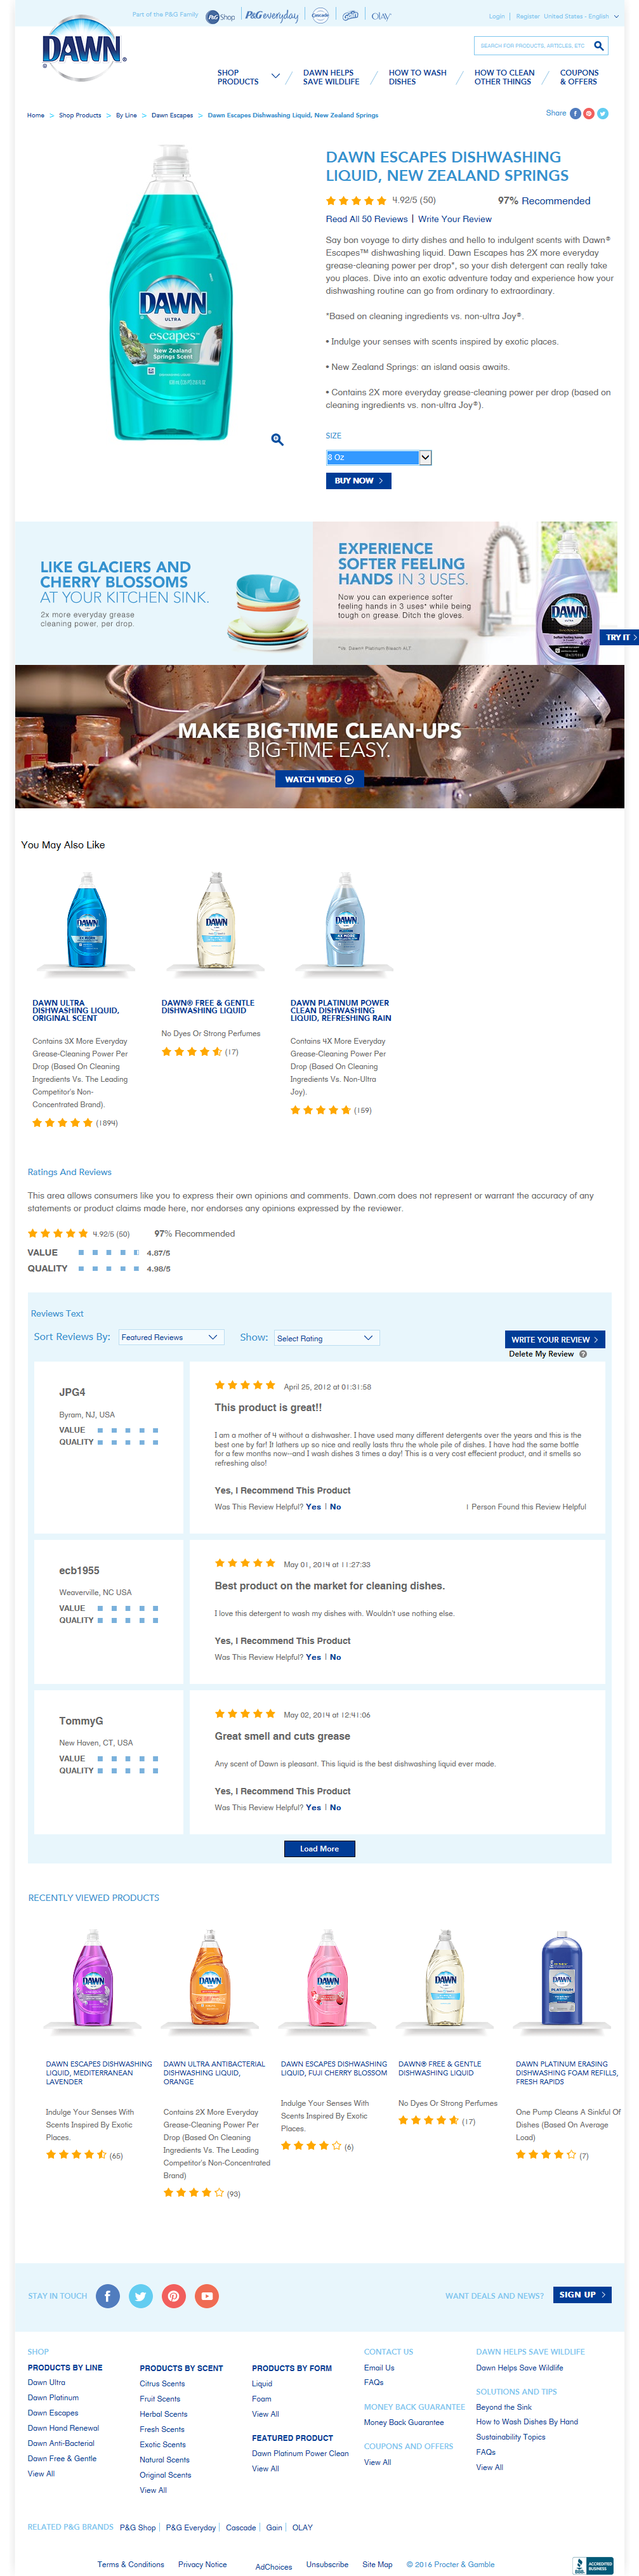 Part of the P&G Family
P&G Shop
P&G everyday
Cascade
OLAY
Login | Register United States - English
DAWN
SEARCH FOR PRODUCTS, ARTICLES, ETC
SHOP PRODUCTS
DAWN HELPS SAVE WILDLIFE
HOW TO WASH DISHES
HOW TO CLEAN OTHER THINGS
COUPONS & OFFERS
Home > Shop Products > By Line > Dawn Escapes > Dawn Escapes Dishwashing Liquid, New Zealand Springs
Share
DAWN
ULTRA
escapes
New Zealand
Springs Scent
DAWN ESCAPES DISHWASHING
LIQUID, NEW ZEALAND SPRINGS
4.92/5 (50) 97% Recommended
Read All 50 Reviews | Write Your Review
Say bon voyage to dirty dishes and hello to indulgent scents with Dawn®
Escapes™ dishwashing liquid. Dawn Escapes has 2X more everyday
grease-cleaning power per drop*, so your dish detergent can really take
you places. Dive into an exotic adventure today and experience how your
dishwashing routine can go from ordinary to extraordinary.
*Based on cleaning ingredients vs. non-ultra Joy®.
• Indulge your senses with scents inspired by exotic places.
• New Zealand Springs: an island oasis awaits.
• Contains 2X more everyday grease-cleaning power per drop (based on
cleaning ingredients vs. non-ultra Joy®).
SIZE
8 Oz
BUY NOW
LIKE GLACIERS AND
CHERRY BLOSSOMS
AT YOUR KITCHEN SINK.
2x more everyday grease
cleaning power. per drop.
EXPERIENCE
SOFTER FEELING
HANDS IN 3 USES.
Now you can experience softer
feeling hands in 3 uses* while being
tough on grease. Ditch the gloves.
DAWN
TRY IT
MAKE BIG-TIME CLEAN-UPS
BIG-TIME EASY.
WATCH VIDEO
You May Also Like
DAWN
DAWN
DAWN
DAWN ULTRA
DISHWASHING LIQUID,
ORIGINAL SCENT
Contains 3X More Everyday
Grease-Cleaning Power Per
Drop (Based On Cleaning
Ingredients Vs. The Leading
Competitor's Non-
Concentrated Brand).
(1894)
DAWN® FREE & GENTLE
DISHWASHING LIQUID
No Dyes Or Strong Perfumes
(17)
DAWN PLATINUM POWER
CLEAN DISHWASHING
LIQUID, REFRESHING RAIN
Contains 4X More Everyday
Grease-Cleaning Power Per
Drop (Based On Cleaning
Ingredients Vs. Non-Ultra
Joy).
(159)
Ratings And Reviews
This area allows consumers like you to express their own opinions and comments. Dawn.com does not represent or warrant the accuracy of any
statements or product claims made here, nor endorses any opinions expressed by the reviewer.
4.92/5 (50) 97% Recommended
VALUE 4.87/5
QUALITY 4.98/5
Reviews Text
Sort Reviews By: Featured Reviews Show: Select Rating
WRITE YOUR REVIEW
Delete My Review ?
JPG4
Byram, NJ, USA
VALUE
QUALITY
April 25, 2012 at 01:31:58
This product is great!!
I am a mother of 4 without a dishwasher. I have used many different detergents over the years and this is the
best one by far! It lathers up so nice and really lasts thru the whole pile of dishes. I have had the same bottle
for a few months now--and I wash dishes 3 times a day! This is a very cost effecient product, and it smells so
refreshing also!
Yes, I Recommend This Product
Was This Review Helpful? Yes | No
1 Person Found this Review Helpful
ecb1955
Weaverville, NC USA
VALUE
QUALITY
May 01, 2014 at 11:27:33
Best product on the market for cleaning dishes.
I love this detergent to wash my dishes with. Wouldn't use nothing else.
Yes, I Recommend This Product
Was This Review Helpful? Yes | No
TommyG
New Haven, CT, USA
VALUE
QUALITY
May 02, 2014 at 12:41:06
Great smell and cuts grease
Any scent of Dawn is pleasant. This liquid is the best dishwashing liquid ever made.
Yes, I Recommend This Product
Was This Review Helpful? Yes | No
Load More
RECENTLY VIEWED PRODUCTS
DAWN
DAWN
DAWN
DAWN
DAWN
PLATINUM
DAWN ESCAPES DISHWASHING
LIQUID, MEDITERRANEAN
LAVENDER
Indulge Your Senses With
Scents Inspired By Exotic
Places.
(65)
DAWN ULTRA ANTIBACTERIAL
DISHWASHING LIQUID,
ORANGE
Contains 2X More Everyday
Grease-Cleaning Power Per
Drop (Based On Cleaning
Ingredients Vs. The Leading
Competitor's Non-Concentrated
Brand)
(93)
DAWN ESCAPES DISHWASHING
LIQUID, FUJI CHERRY BLOSSOM
Indulge Your Senses With
Scents Inspired By Exotic
Places.
(6)
DAWN® FREE & GENTLE
DISHWASHING LIQUID
No Dyes Or Strong Perfumes
(17)
DAWN PLATINUM ERASING
DISHWASHING FOAM REFILLS,
FRESH RAPIDS
One Pump Cleans A Sinkful Of
Dishes (Based On Average
Load)
(7)
STAY IN TOUCH
WANT DEALS AND NEWS? SIGN UP
SHOP
PRODUCTS BY LINE
Dawn Ultra
Dawn Platinum
Dawn Escapes
Dawn Hand Renewal
Dawn Anti-Bacterial
Dawn Free & Gentle
View All
PRODUCTS BY SCENT
Citrus Scents
Fruit Scents
Herbal Scents
Fresh Scents
Exotic Scents
Natural Scents
Original Scents
View All
PRODUCTS BY FORM
Liquid
Foam
View All
FEATURED PRODUCT
Dawn Platinum Power Clean
View All
CONTACT US
Email Us
FAQs
MONEY BACK GUARANTEE
Money Back Guarantee
COUPONS AND OFFERS
View All
DAWN HELPS SAVE WILDLIFE
Dawn Helps Save Wildlife
SOLUTIONS AND TIPS
Beyond the Sink
How to Wash Dishes By Hand
Sustainability Topics
FAQs
View All
RELATED P&G BRANDS P&G Shop | P&G Everyday | Cascade | Gain | OLAY
Terms & Conditions Privacy Notice AdChoices Unsubscribe Site Map © 2016 Procter & Gamble
BBB
ACCREDITED
BUSINESS